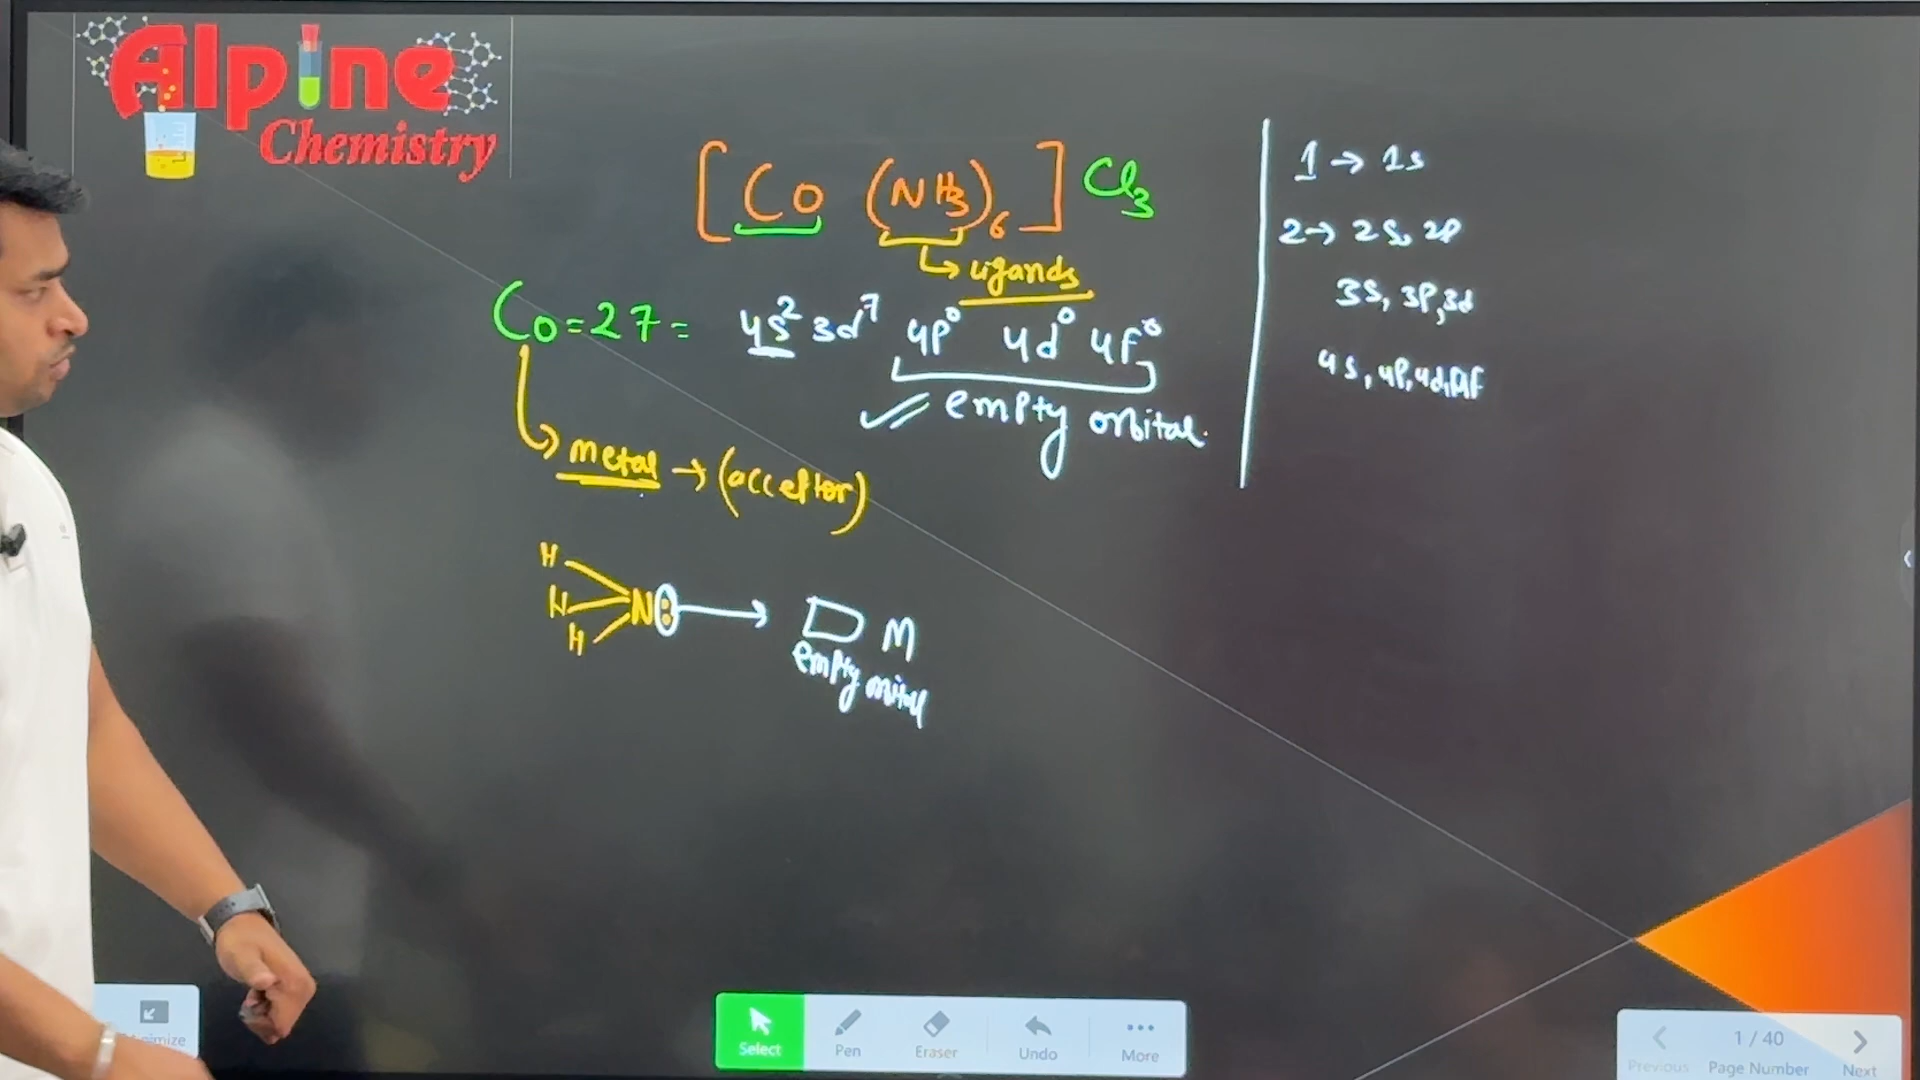 Alpine
Chemistry
[Co (NH3)6] Cl3
ligands
Co = 27 = 4s² 3d⁷ 4p⁰ 4d⁰ 4f⁰
empty orbital.
metal → (acceptor)
H
H N: → M
H
empty orbital
1 → 1s
2 → 2s, 2p
3s, 3p, 3d
4s, 4p, 4d, 4f
Select
Pen
Eraser
Undo
More
1 / 40
Previous
Page Number
Next